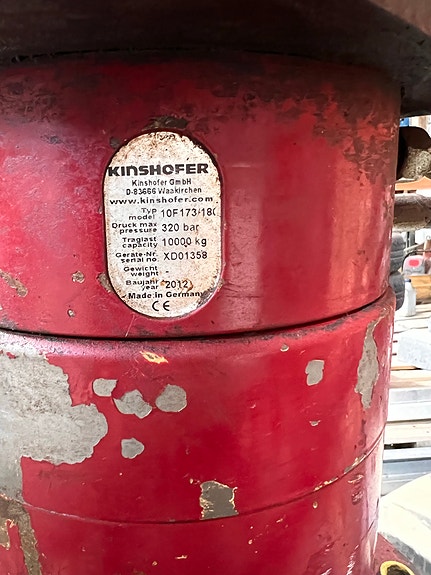 KINSHOFER
Kinshofer GmbH
D-83666 Waakirchen
www.kinshofer.com
Typ
model 10F173-180
Druck max
pressure 320 bar
Traglast
capacity 10000 kg
Geräte-Nr.
serial no. XD01358
Gewicht
weight -
Baujahr
year 2012
Made in Germany
CE